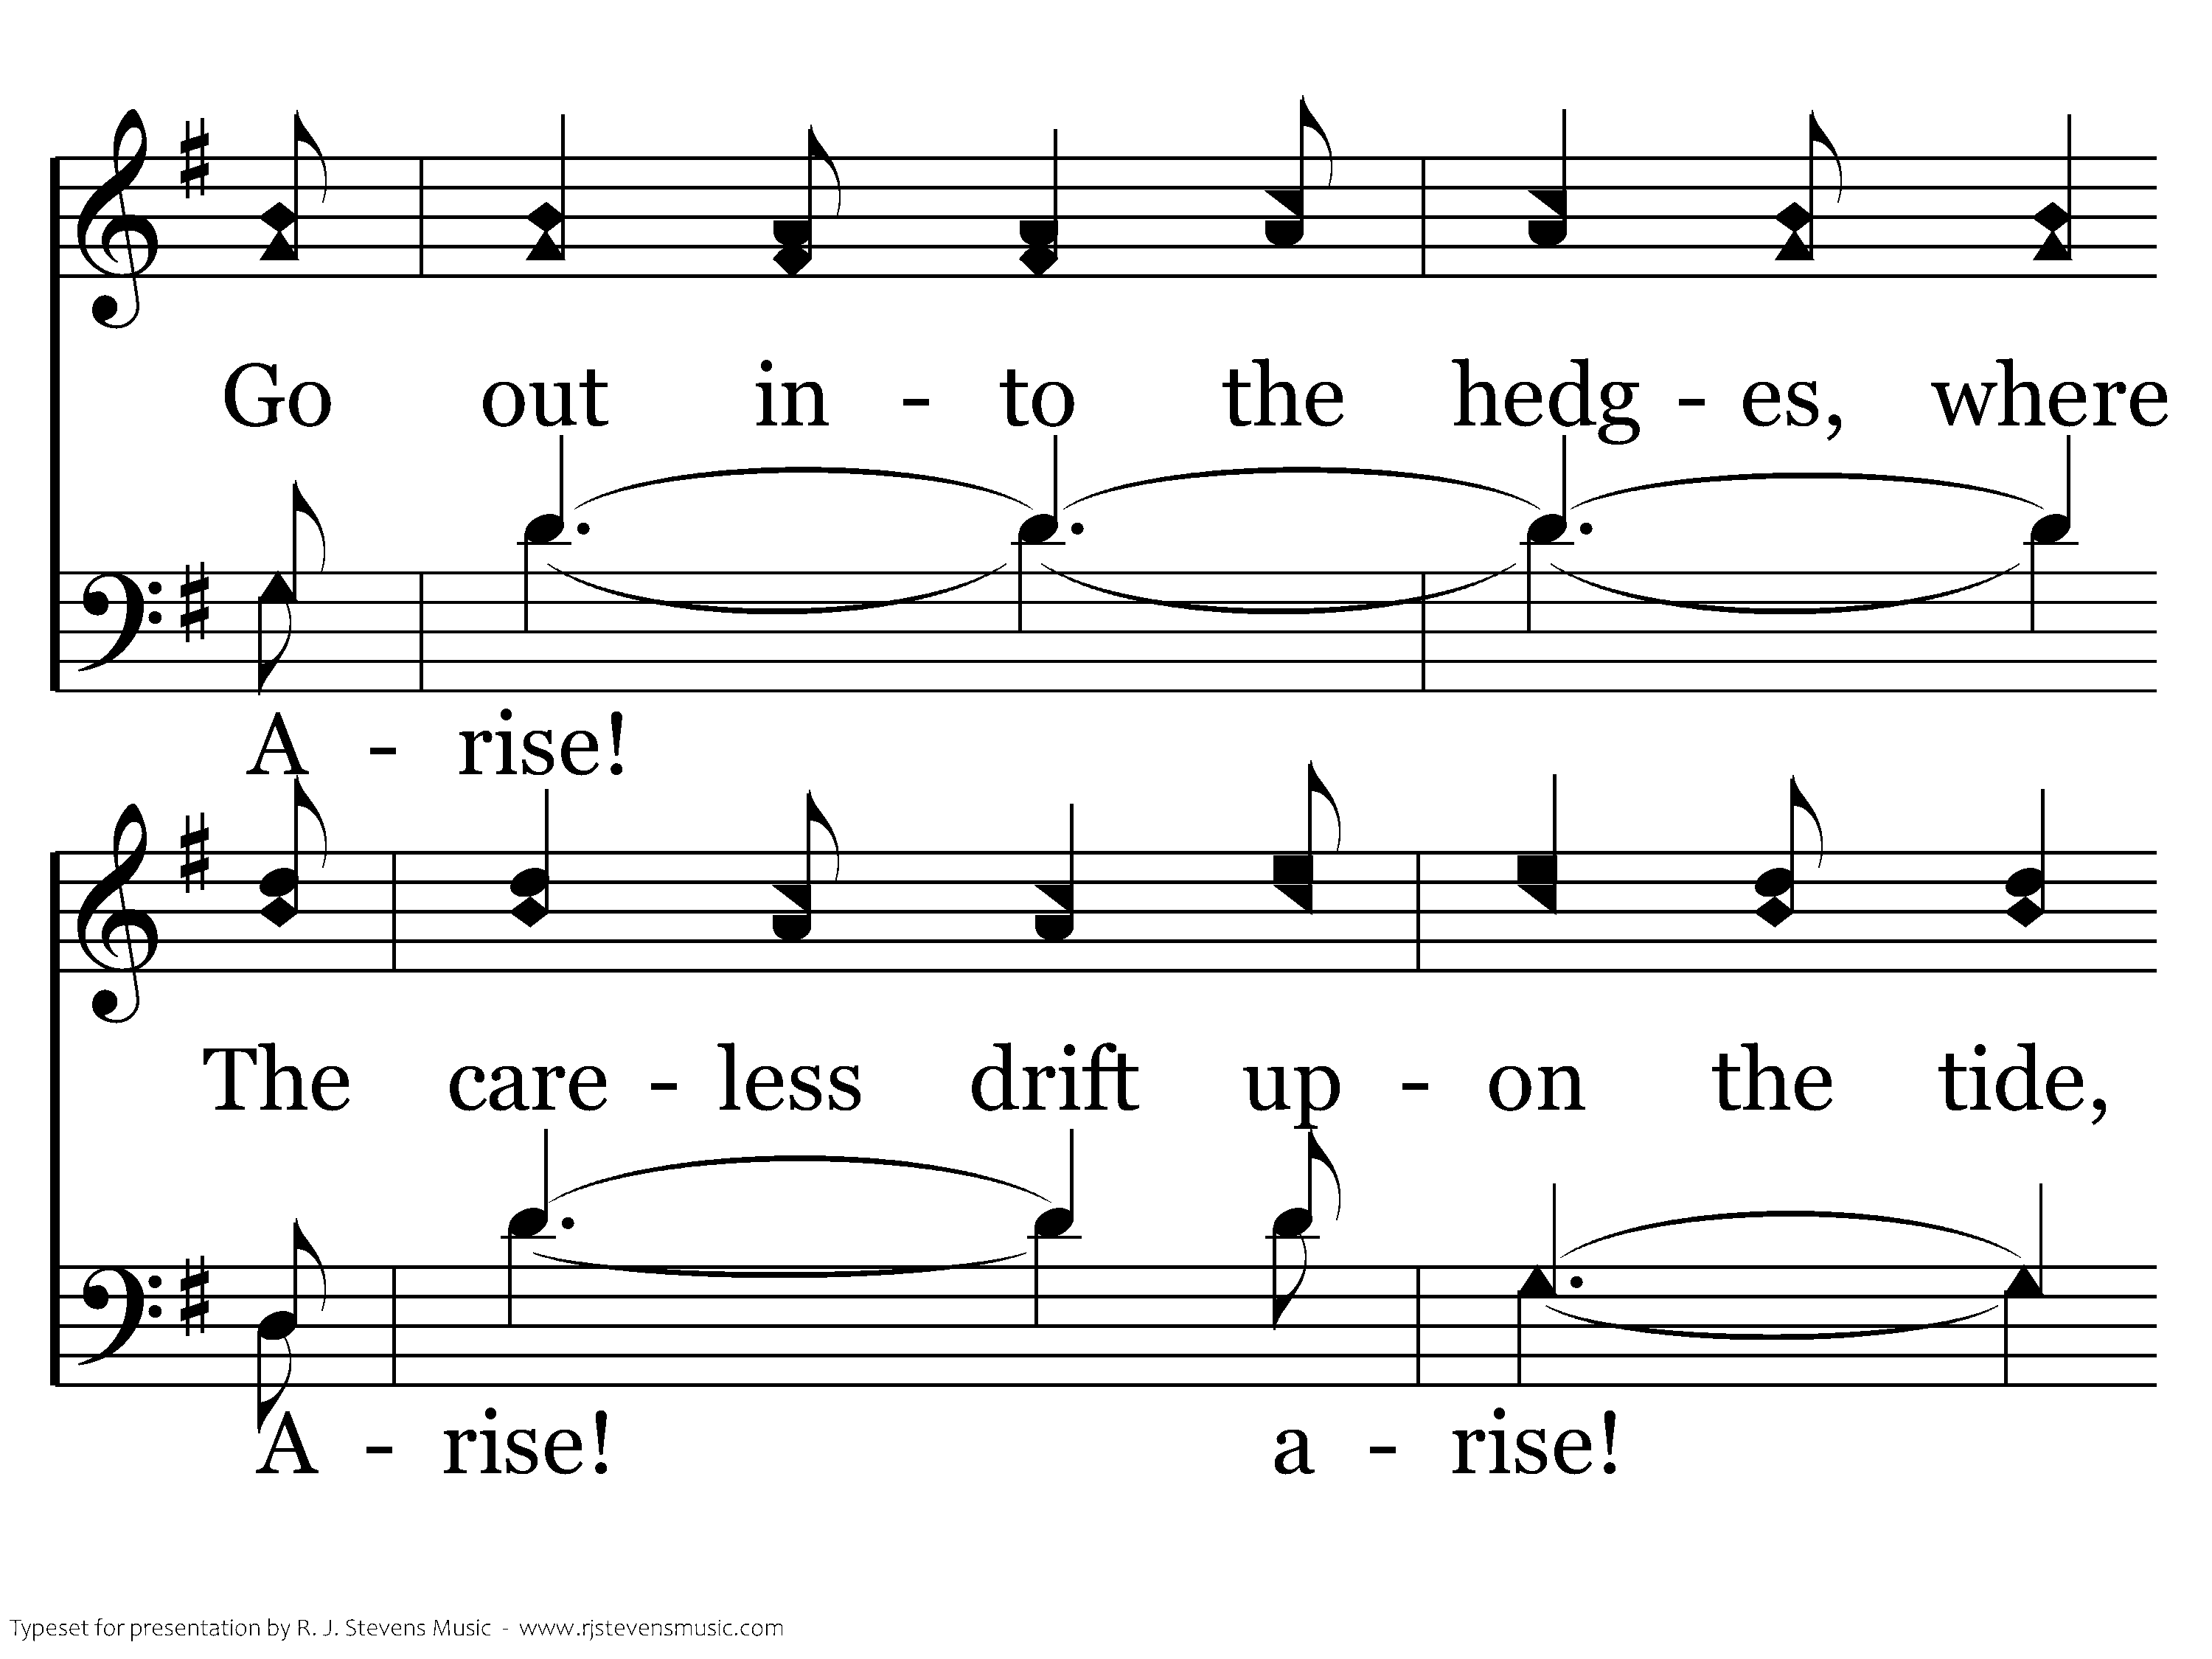 Go out in - to the hedg - es, where
A - rise!
The care - less drift up - on the tide,
A - rise! a - rise!
Typeset for presentation by R. J. Stevens Music - www.rjstevensmusic.com